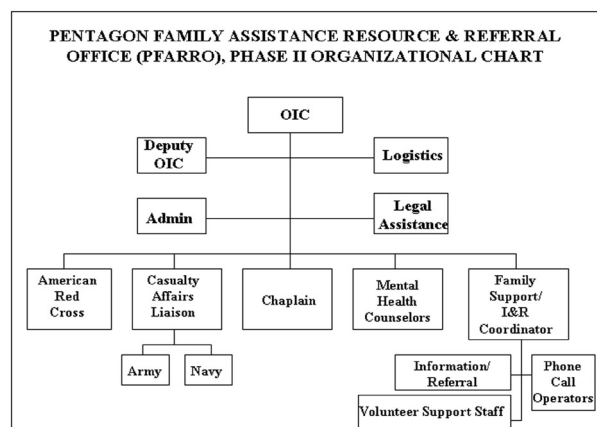 PENTAGON FAMILY ASSISTANCE RESOURCE & REFERRAL
OFFICE (PFARRO), PHASE II ORGANIZATIONAL CHART
OIC
Deputy
OIC
Logistics
Admin
Legal
Assistance
American
Red
Cross
Casualty
Affairs
Liaison
Chaplain
Mental
Health
Counselors
Family
Support/
I&R
Coordinator
Army
Navy
Information/
Referral
Phone
Call
Operators
Volunteer Support Staff